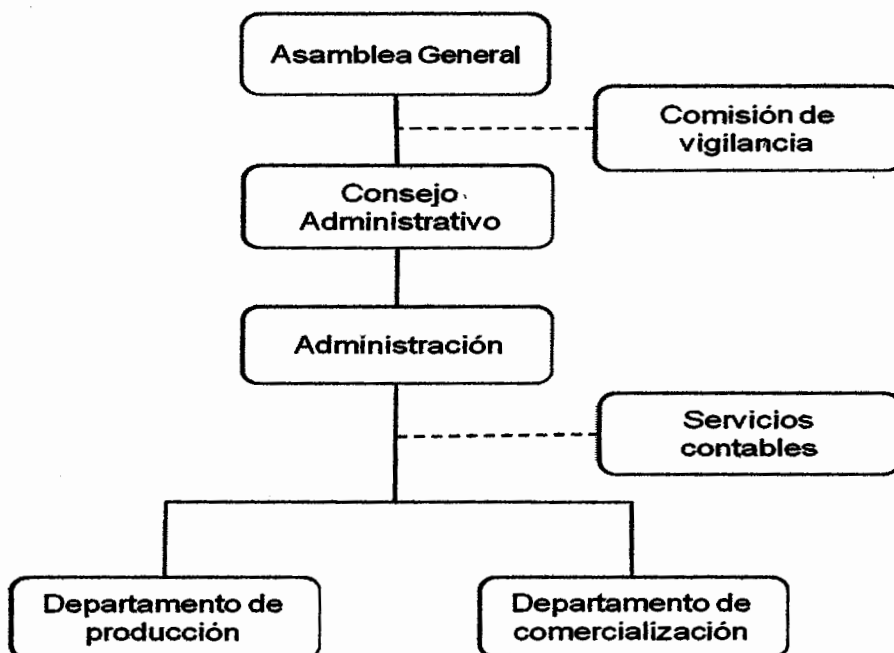 Asamblea General
Comisión de
vigilancia
Consejo
Administrativo
Administración
Servicios
contables
Departamento de
producción
Departamento de
comercialización